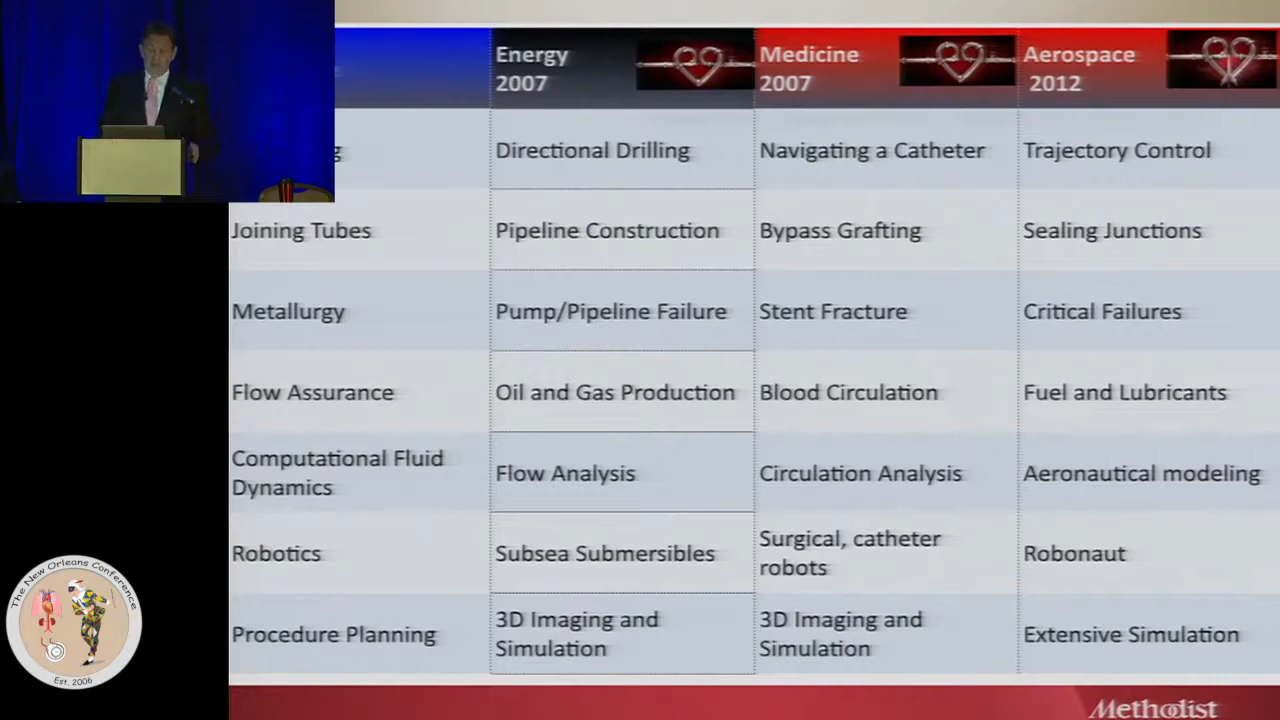 Energy
2007
Medicine
2007
Aerospace
2012
Directional Drilling
Navigating a Catheter
Trajectory Control
Joining Tubes
Pipeline Construction
Bypass Grafting
Sealing Junctions
Metallurgy
Pump/Pipeline Failure
Stent Fracture
Critical Failures
Flow Assurance
Oil and Gas Production
Blood Circulation
Fuel and Lubricants
Computational Fluid
Dynamics
Flow Analysis
Circulation Analysis
Aeronautical modeling
Robotics
Subsea Submersibles
Surgical, catheter
robots
Robonaut
Procedure Planning
3D Imaging and
Simulation
3D Imaging and
Simulation
Extensive Simulation
The New Orleans Conference
Est. 2006
Methodist